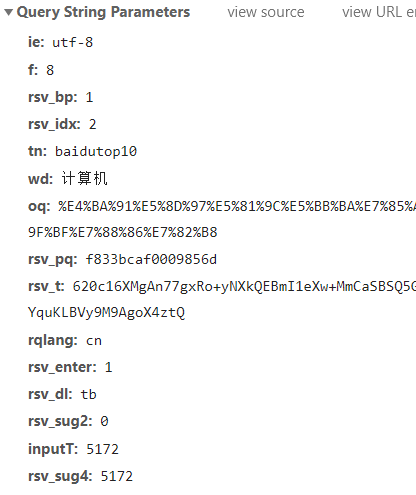 Query String Parameters view source view URL
ie: utf-8
f: 8
rsv_bp: 1
rsv_idx: 2
tn: baidutop10
wd: 计算机
oq: %E4%BA%91%E5%8D%97%E5%81%9C%E5%BB%BA%E7%85%
9F%BF%E7%88%86%E7%82%B8
rsv_pq: f833bcaf0009856d
rsv_t: 620c16XMgAn77gxRo+yNXkQEBmI1eXw+MmCaSBSQ5G
YquKLBVy9M9AgoX4ztQ
rqlang: cn
rsv_enter: 1
rsv_dl: tb
rsv_sug2: 0
inputT: 5172
rsv_sug4: 5172